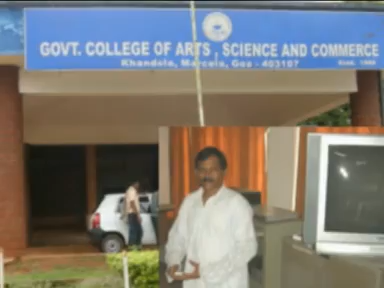 GOVT. COLLEGE OF ARTS, SCIENCE AND COMMERCE
Khandola, Marcela, Goa - 403107